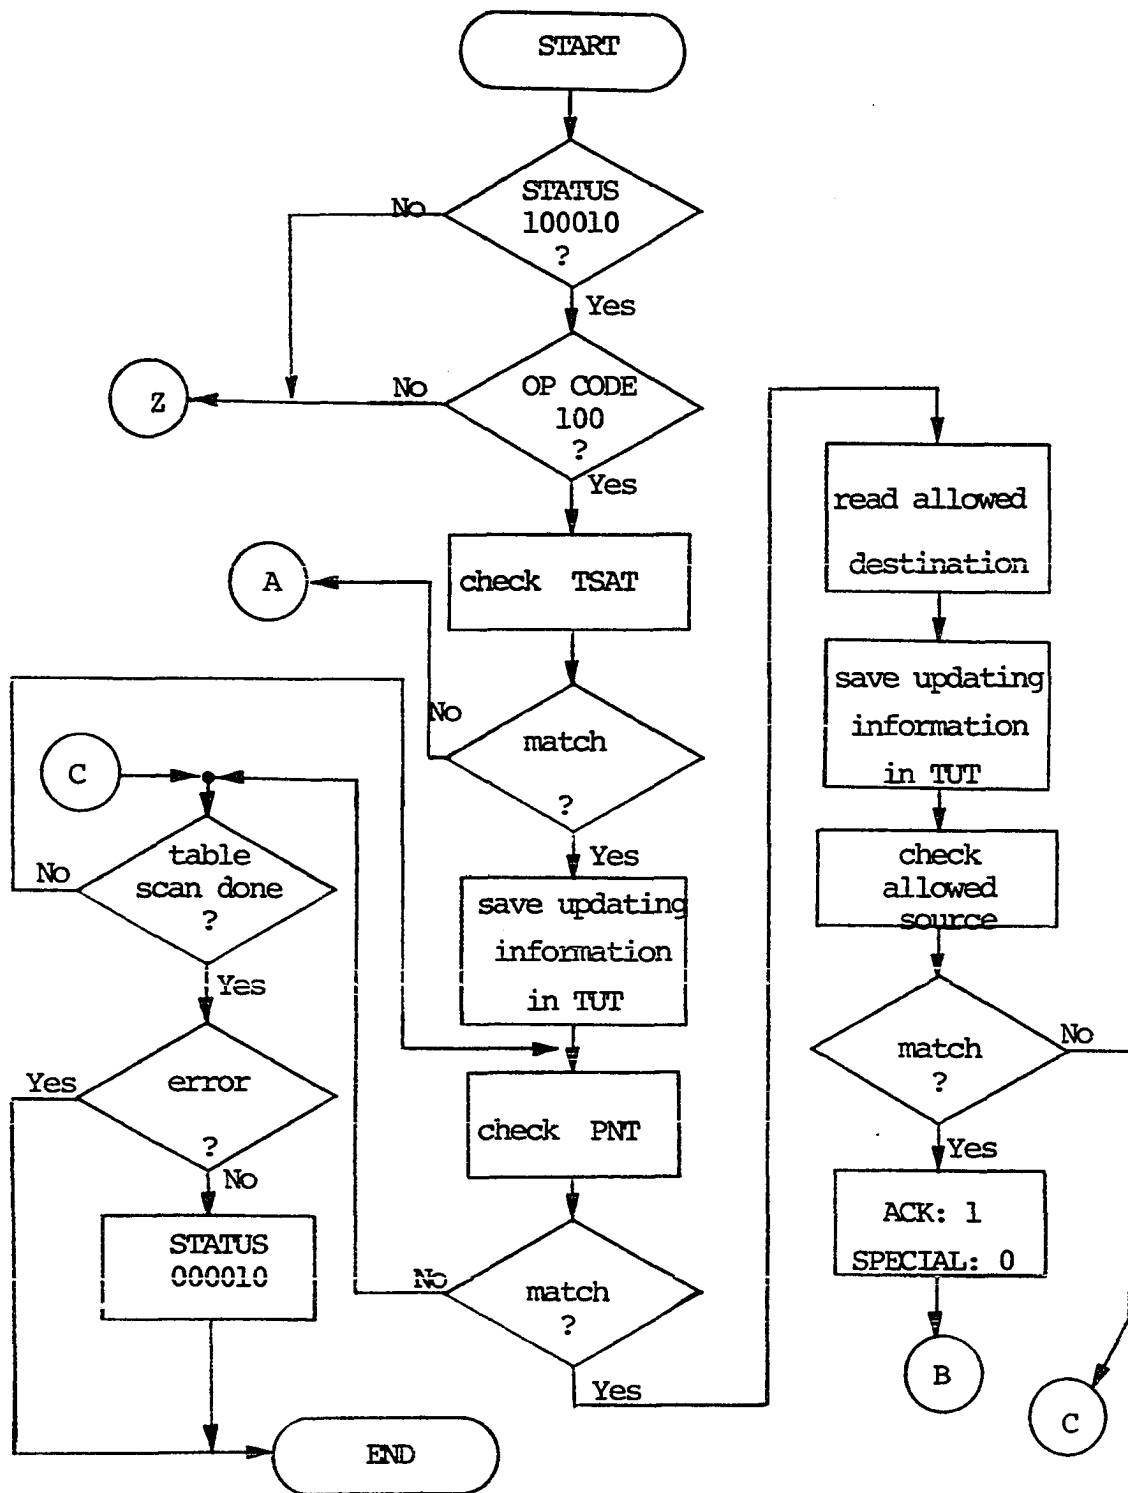 START
STATUS
100010
?
No
Yes
OP CODE
100
?
No
Z
Yes
check TSAT
A
match
?
No
Yes
save updating
information
in TUT
C
table
scan done
?
No
Yes
error
?
Yes
No
STATUS
000010
END
check PNT
match
?
No
Yes
read allowed
destination
save updating
information
in TUT
check
allowed
source
match
?
No
Yes
ACK: 1
SPECIAL: 0
B
C